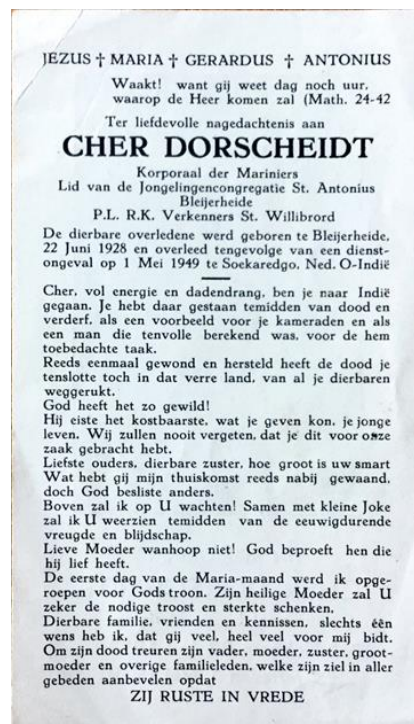 JEZUS † MARIA † GERARDUS † ANTONIUS
Waakt! want gij weet dag noch uur,
waarop de Heer komen zal (Math. 24-42
Ter liefdevolle nagedachtenis aan
CHER DORSCHEIDT
Korporaal der Mariniers
Lid van de Jongelingencongregatie St. Antonius
Bleijerheide
P.L. R.K. Verkenners St. Willibrord
De dierbare overledene werd geboren te Bleijerheide,
22 Juni 1928 en overleed tengevolge van een dienst-
ongeval op 1 Mei 1949 te Soekaredgo, Ned. O-Indië
Cher, vol energie en dadendrang, ben je naar Indië
gegaan. Je hebt daar gestaan temidden van dood en
verderf, als een voorbeeld voor je kameraden en als
een man die tenvolle berekend was, voor de hem
toebedachte taak.
Reeds eenmaal gewond en hersteld heeft de dood je
tenslotte toch in dat verre land, van al je dierbaren
weggerukt.
God heeft het zo gewild!
Hij eiste het kostbaarste, wat je geven kon, je jonge
leven. Wij zullen nooit vergeten, dat je dit voor onze
zaak gebracht hebt.
Liefste ouders, dierbare zuster, hoe groot is uw smart
Wat hebt gij mijn thuiskomst reeds nabij gewaand,
doch God besliste anders.
Boven zal ik op U wachten! Samen met kleine Joke
zal ik U weerzien temidden van de eeuwigdurende
vreugde en blijdschap.
Lieve Moeder wanhoop niet! God beproeft hen die
hij lief heeft.
De eerste dag van de Maria-maand werd ik opge-
roepen voor Gods troon. Zijn heilige Moeder zal U
zeker de nodige troost en sterkte schenken.
Dierbare familie, vrienden en kennissen, slechts één
wens heb ik, dat gij veel, heel veel voor mij bidt.
Om zijn dood treuren zijn vader, moeder, zuster, groot-
moeder en overige familieleden, welke zijn ziel in aller
gebeden aanbevelen opdat
ZIJ RUSTE IN VREDE